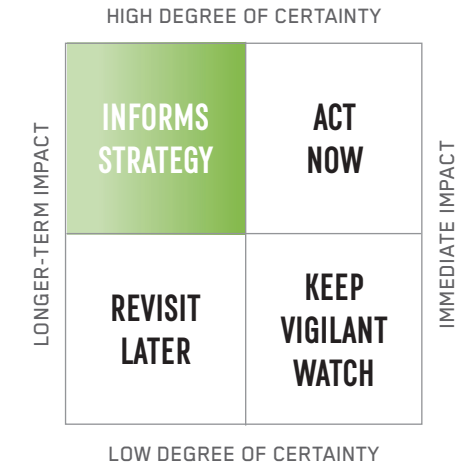 HIGH DEGREE OF CERTAINTY
LONGER-TERM IMPACT
INFORMS
STRATEGY
ACT
NOW
IMMEDIATE IMPACT
REVISIT
LATER
KEEP
VIGILANT
WATCH
LOW DEGREE OF CERTAINTY